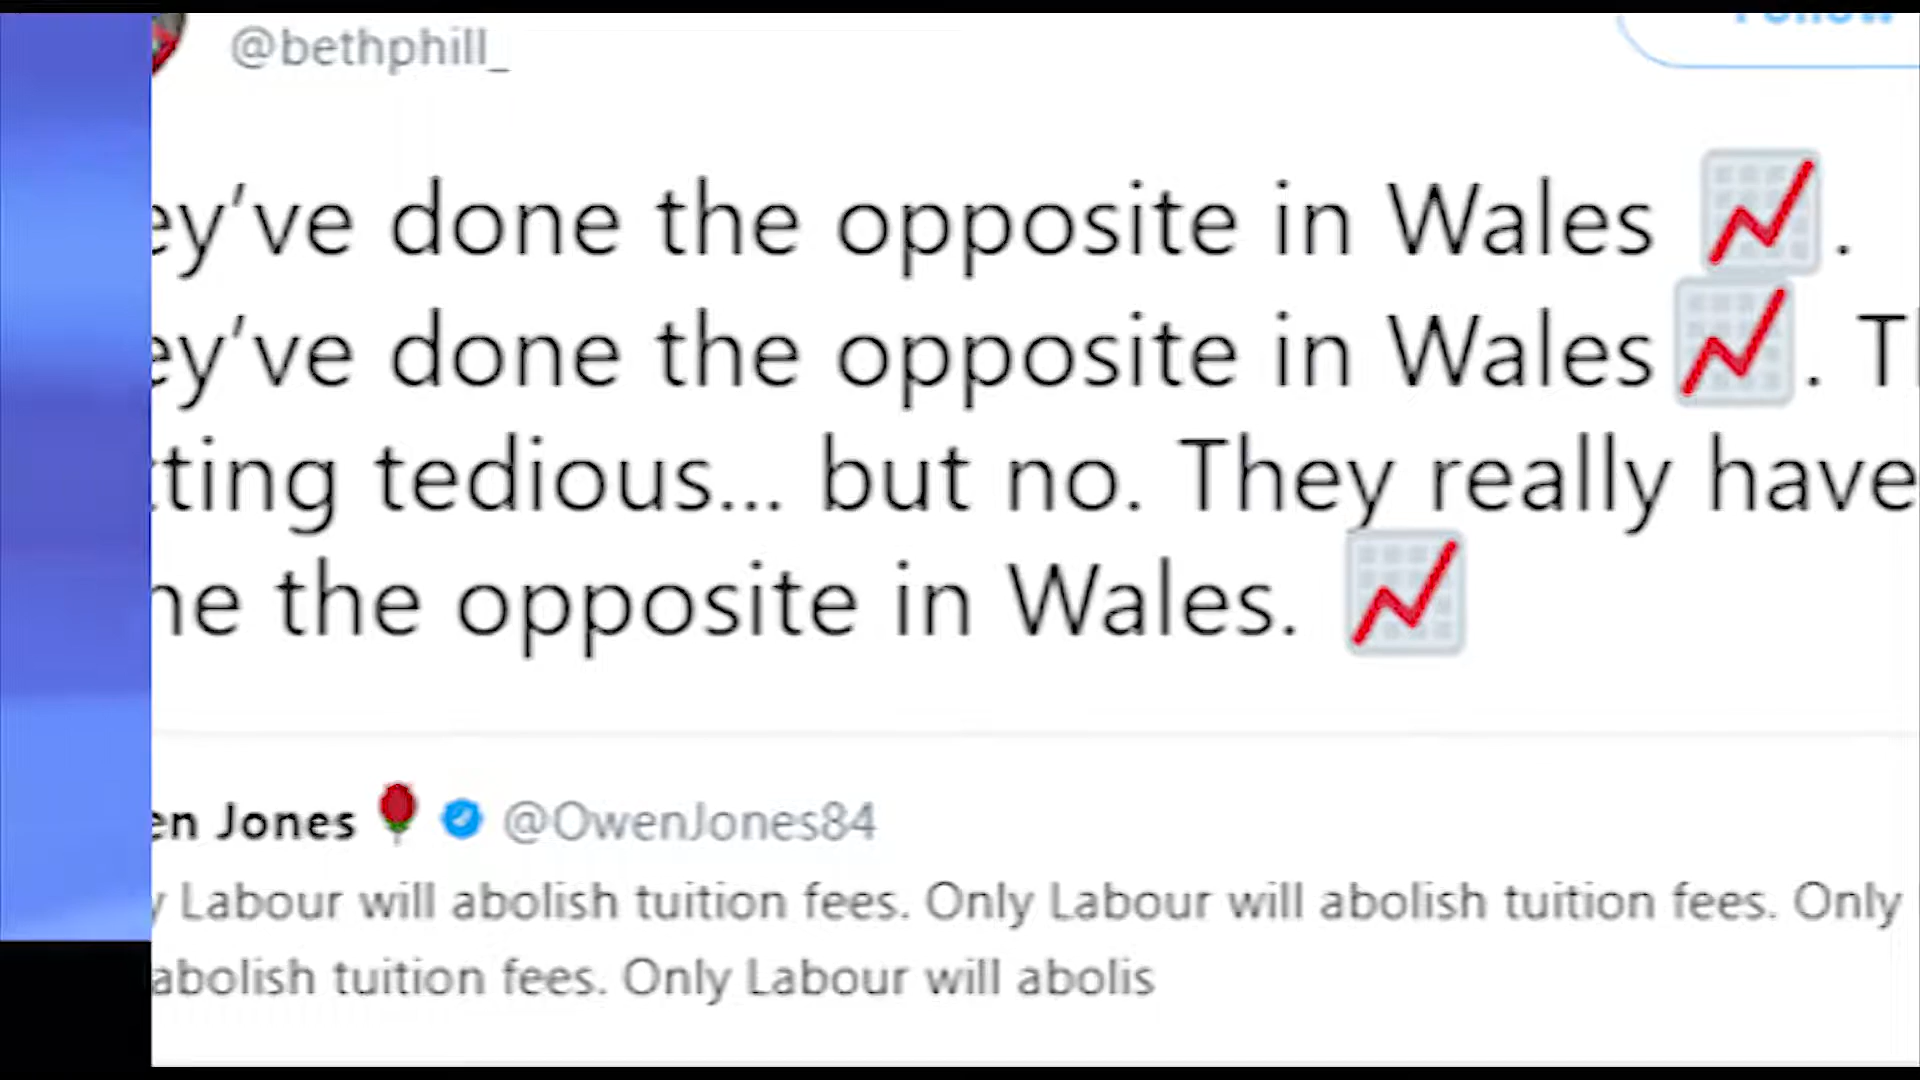 @bethphill_
Follow
ey've done the opposite in Wales 📈.
ey've done the opposite in Wales 📈. T
tting tedious... but no. They really have
ne the opposite in Wales. 📈
en Jones 🌹 @OwenJones84
y Labour will abolish tuition fees. Only Labour will abolish tuition fees. Only
abolish tuition fees. Only Labour will abolis